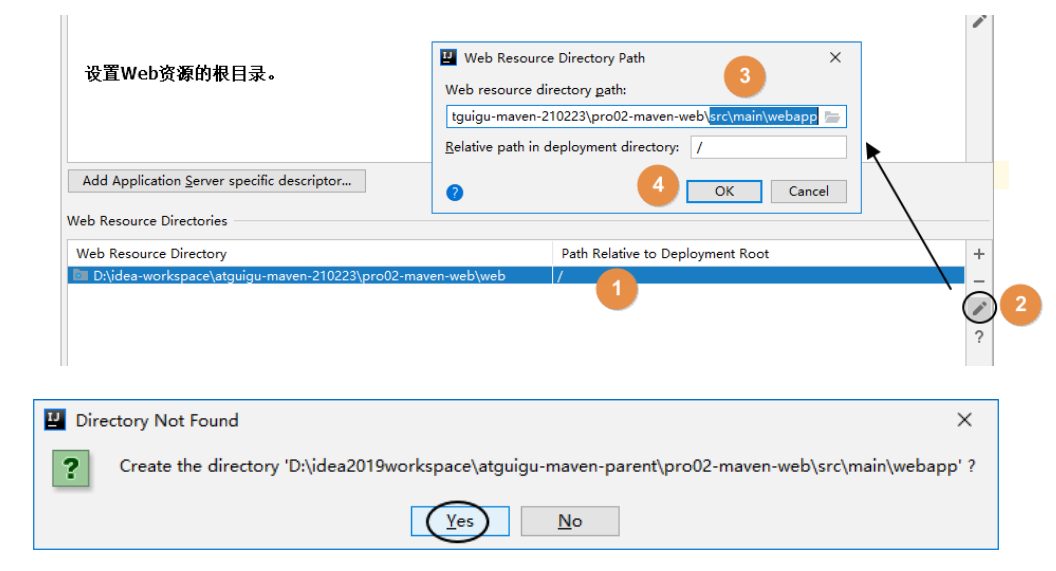 设置Web资源的根目录。
Web Resource Directory Path
3
Web resource directory path:
tguigu-maven-210223\pro02-maven-web\src\main\webapp
Relative path in deployment directory: /
Add Application Server specific descriptor...
4
OK
Cancel
?
Web Resource Directories
Web Resource Directory Path Relative to Deployment Root
D:\idea-workspace\atguigu-maven-210223\pro02-maven-web\web /
1
2
?
Directory Not Found
? Create the directory 'D:\idea2019workspace\atguigu-maven-parent\pro02-maven-web\src\main\webapp' ?
Yes No